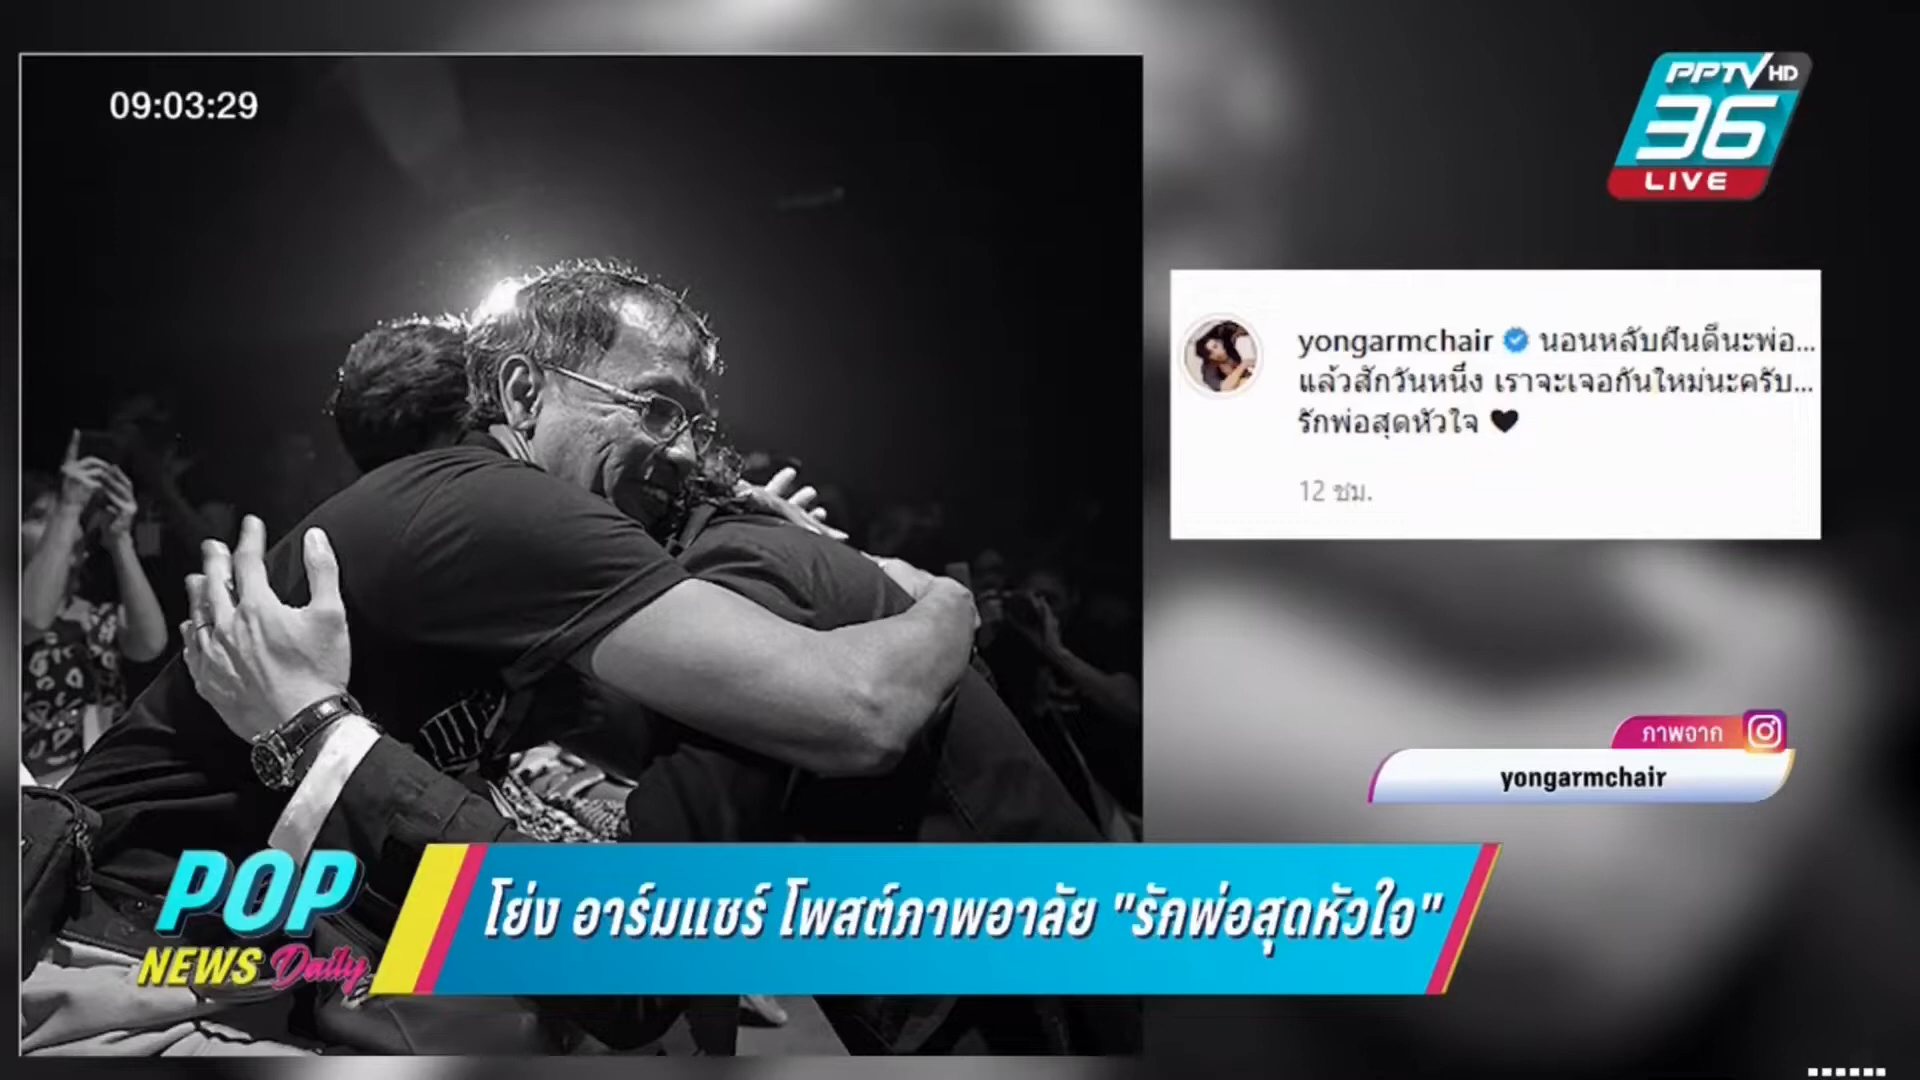 09:03:29
PPTV HD
36
LIVE
yongarmchair นอนหลับฝันดีนะพ่อ...
แล้วสักวันหนึ่ง เราจะเจอกันใหม่นะครับ...
รักพ่อสุดหัวใจ 🖤
12 ชม.
ภาพจาก
yongarmchair
POP
NEWS Daily
โย่ง อาร์มแชร์ โพสต์ภาพอาลัย "รักพ่อสุดหัวใจ"